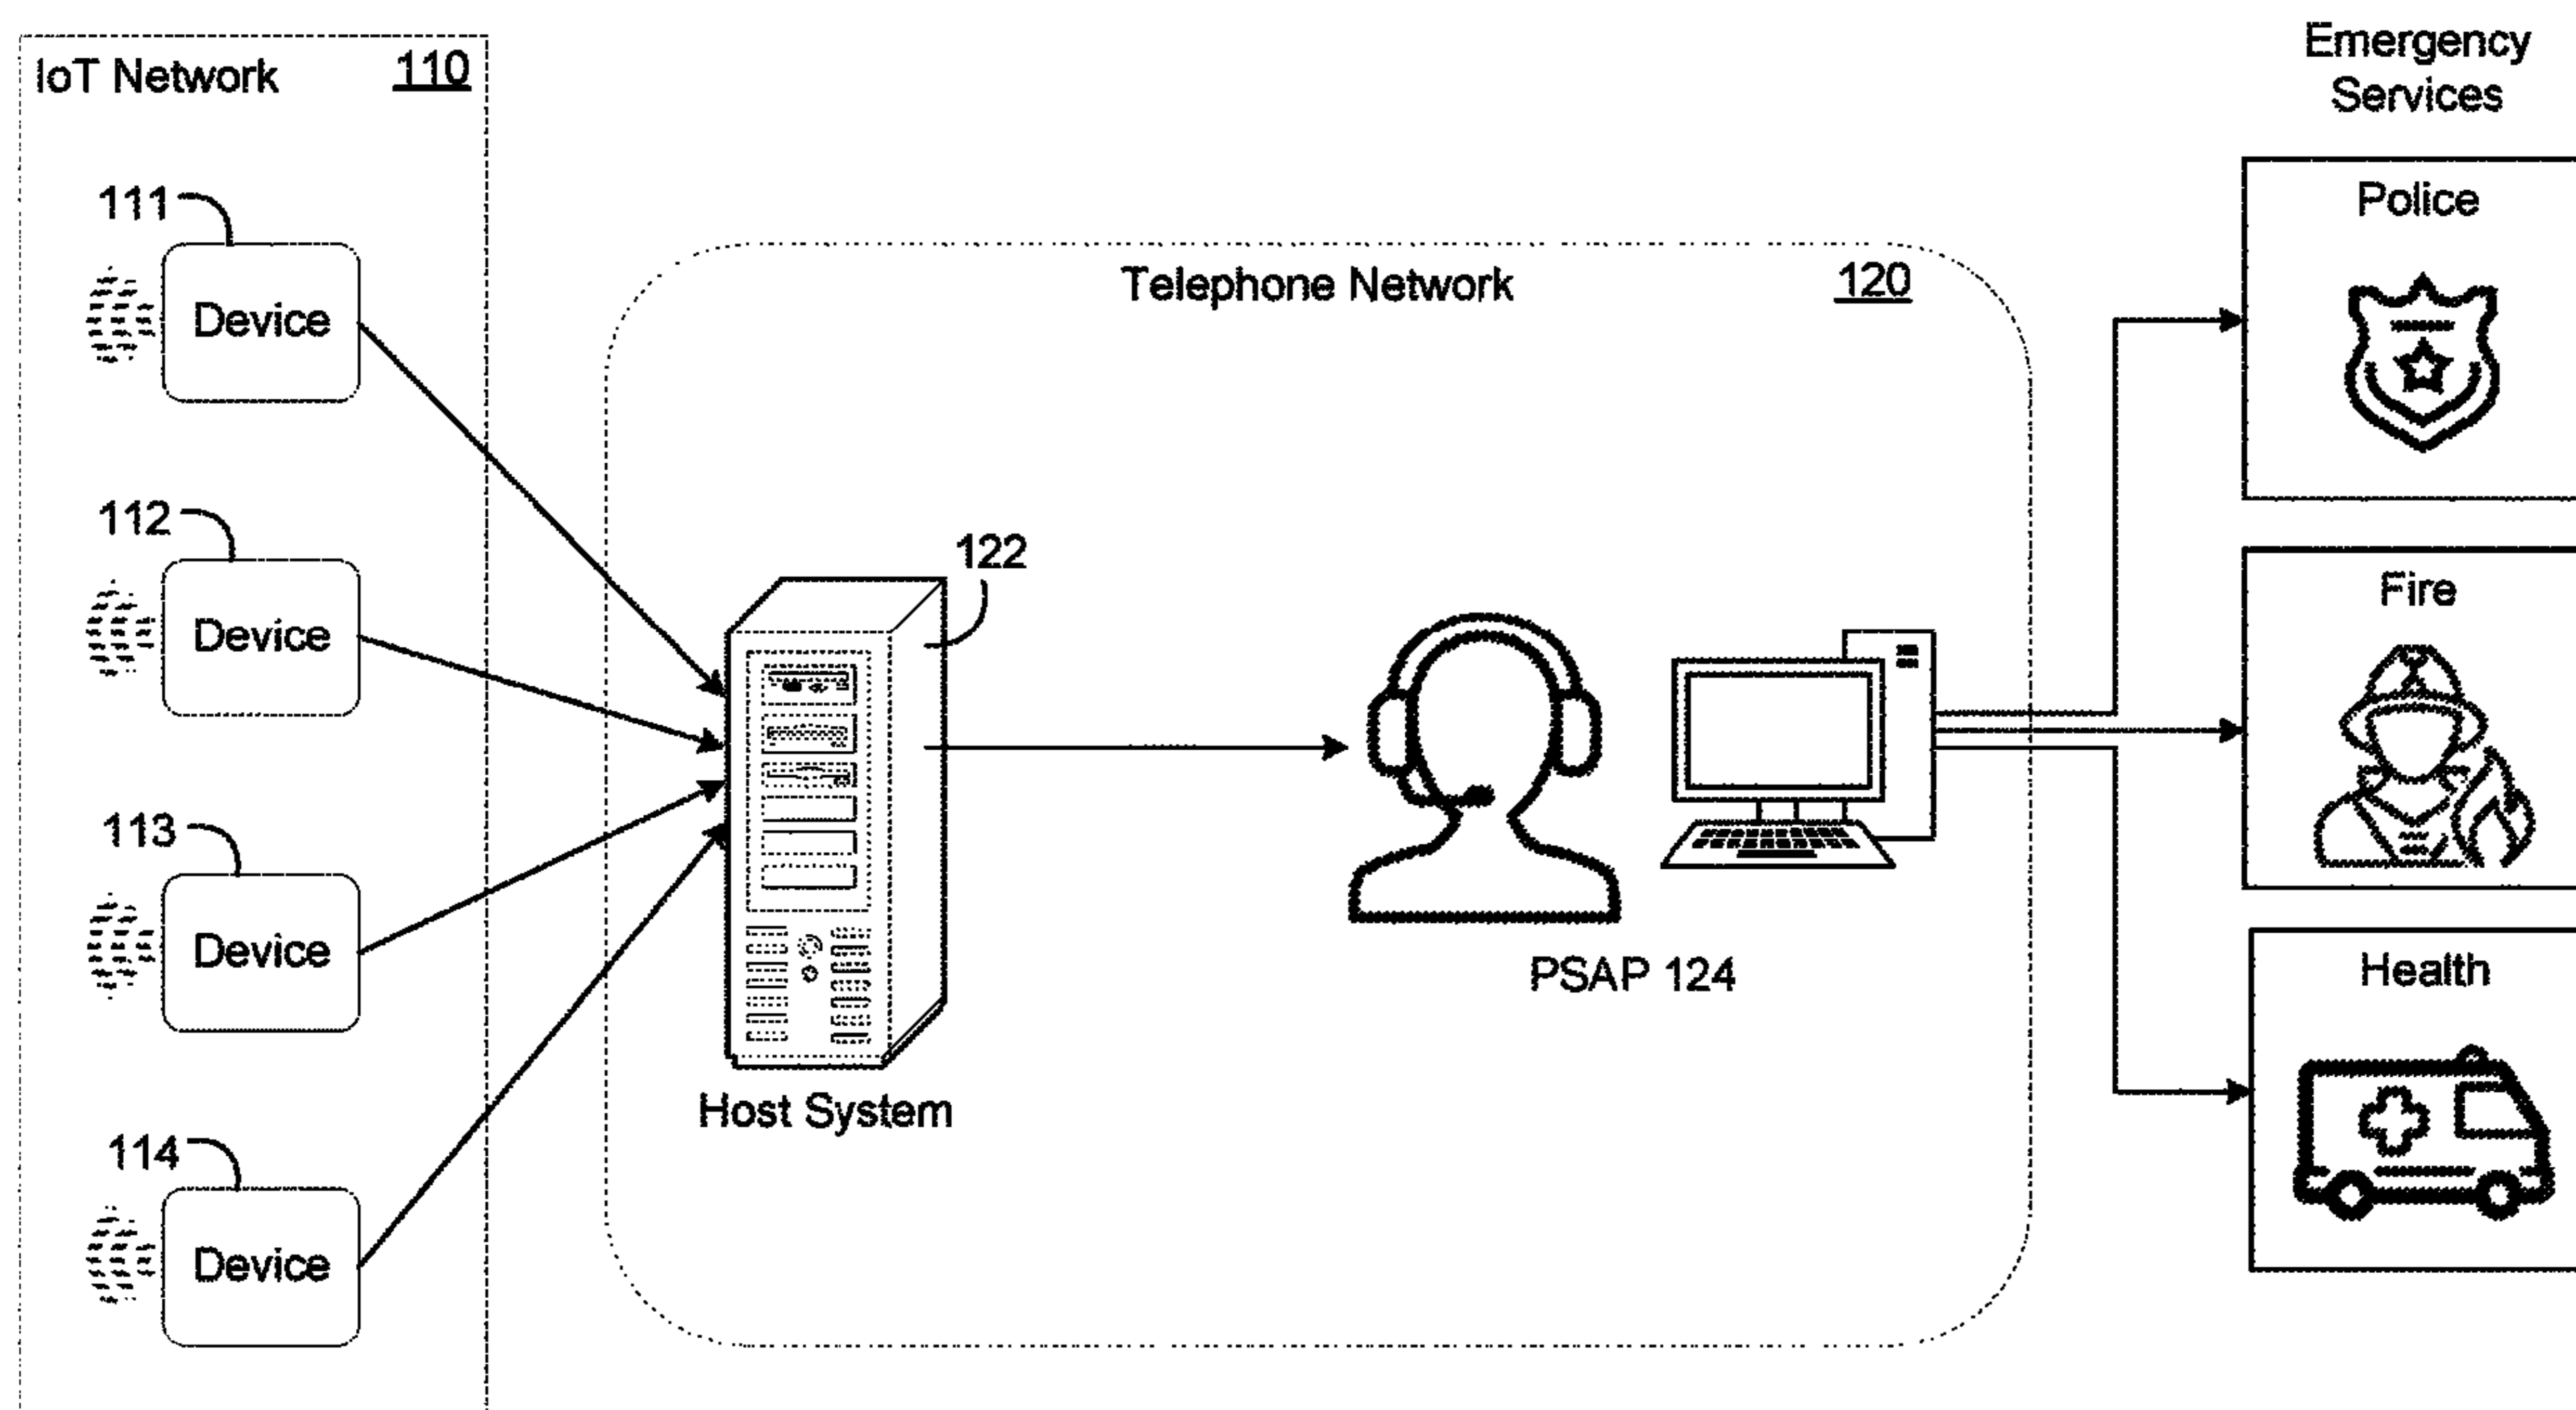 IoT Network 110
111
Device
112
Device
113
Device
114
Device
Telephone Network 120
122
Host System
PSAP 124
Emergency
Services
Police
Fire
Health